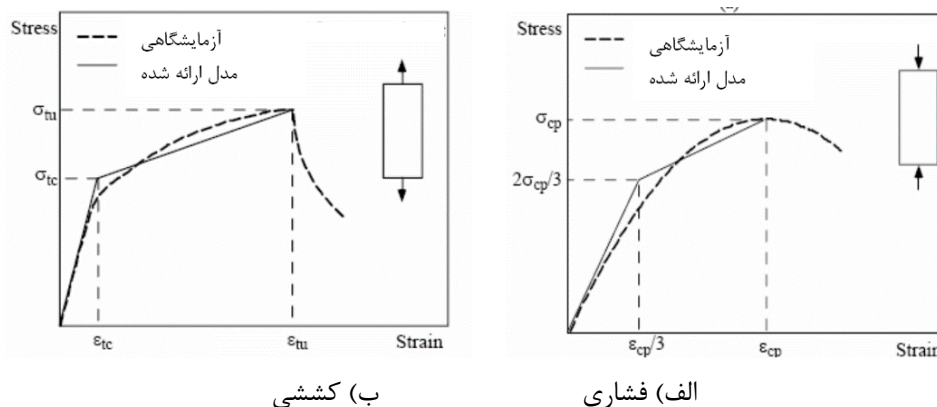 Stress
آزمایشگاهی
مدل ارائه شده
σtu
σtc
εtc
εtu
Strain
Stress
آزمایشگاهی
مدل ارائه شده
σcp
2σcp/3
εcp/3
εcp
Strain
ب) کششی
الف) فشاری